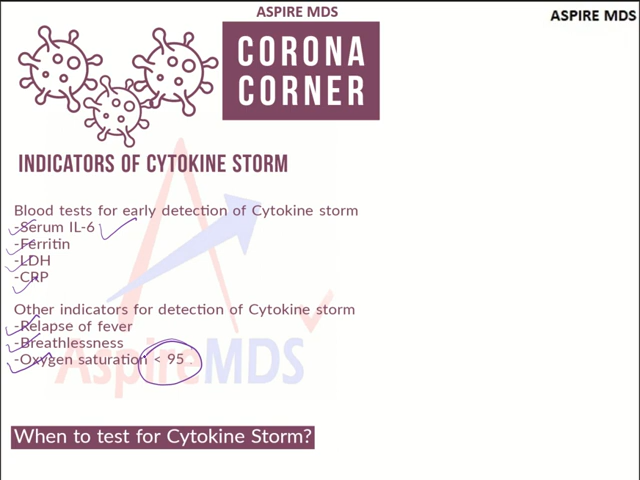 ASPIRE MDS
ASPIRE MDS
CORONA
CORNER
INDICATORS OF CYTOKINE STORM
Blood tests for early detection of Cytokine storm
-Serum IL-6
-Ferritin
-LDH
-CRP
Other indicators for detection of Cytokine storm
-Relapse of fever
-Breathlessness
-Oxygen saturation < 95
AspireMDS
When to test for Cytokine Storm?